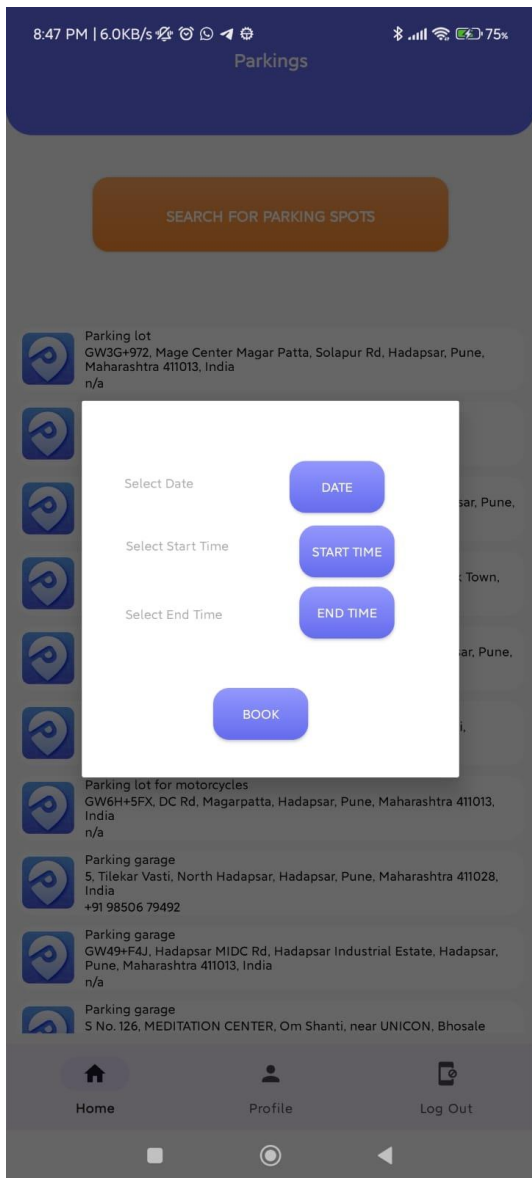 8:47 PM | 6.0KB/s
75%
Parkings
SEARCH FOR PARKING SPOTS
Parking lot
GW3G+972, Mage Center Magar Patta, Solapur Rd, Hadapsar, Pune,
Maharashtra 411013, India
n/a
Select Date
DATE
sar, Pune,
Select Start Time
START TIME
Town,
Select End Time
END TIME
sar, Pune,
BOOK
i,
Parking lot for motorcycles
GW6H+5FX, DC Rd, Magarpatta, Hadapsar, Pune, Maharashtra 411013,
India
n/a
Parking garage
5, Tilekar Vasti, North Hadapsar, Hadapsar, Pune, Maharashtra 411028,
India
+91 98506 79492
Parking garage
GW49+F4J, Hadapsar MIDC Rd, Hadapsar Industrial Estate, Hadapsar,
Pune, Maharashtra 411013, India
n/a
Parking garage
S No. 126, MEDITATION CENTER, Om Shanti, near UNICON, Bhosale
Home
Profile
Log Out